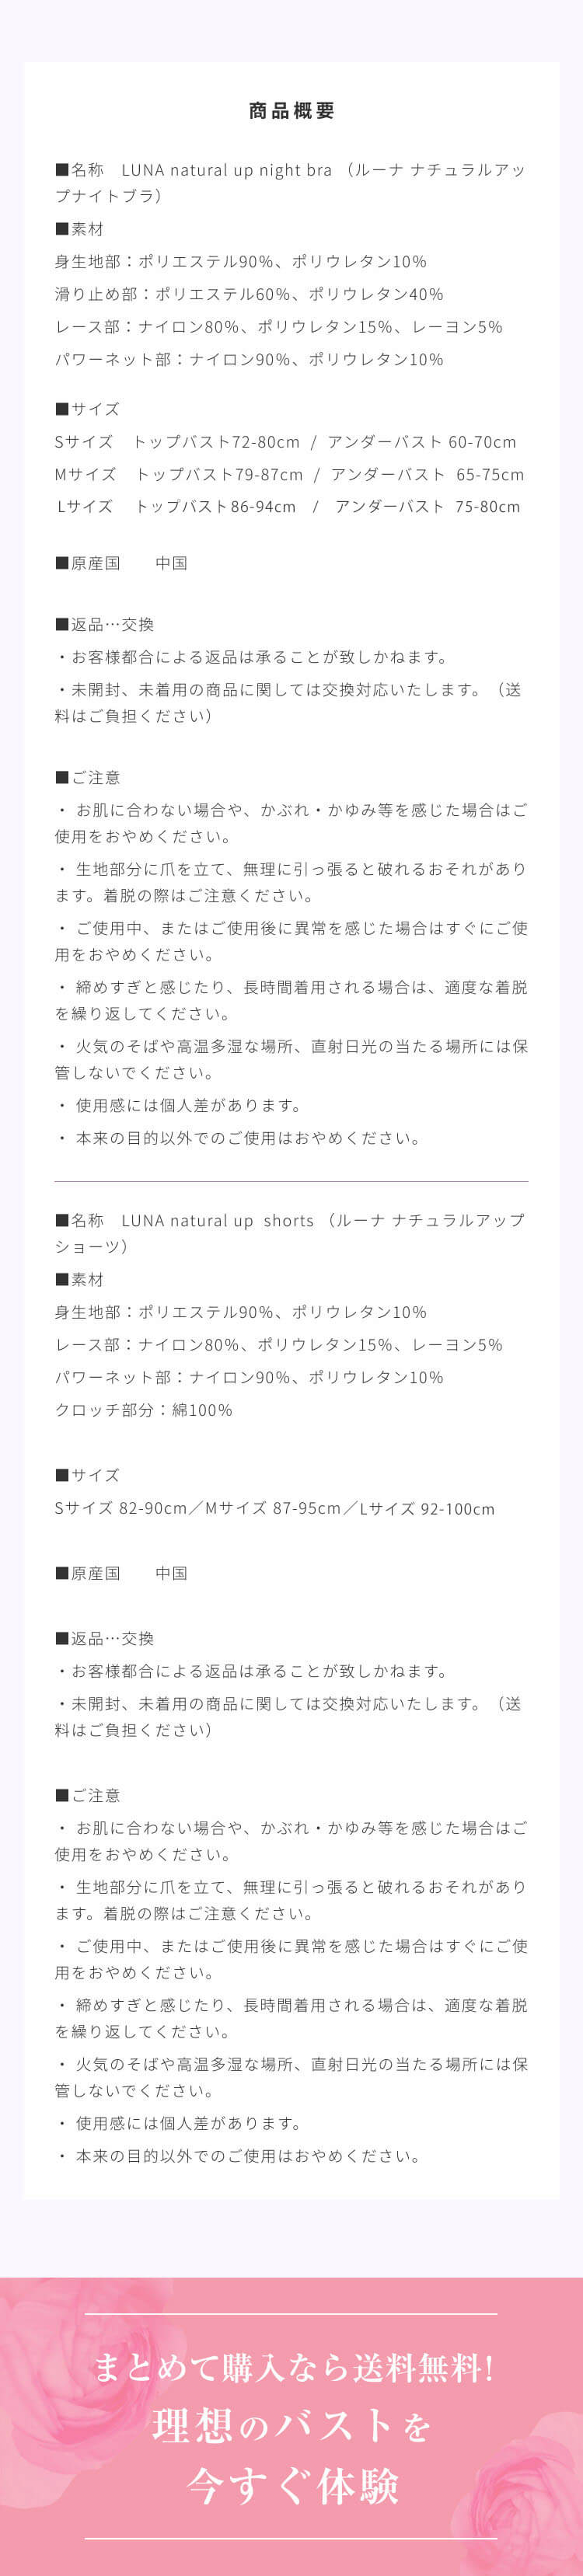 商品概要
■名称　LUNA natural up night bra （ルーナ ナチュラルアッ
プナイトブラ）
■素材
身生地部：ポリエステル90%、ポリウレタン10%
滑り止め部：ポリエステル60%、ポリウレタン40%
レース部：ナイロン80%、ポリウレタン15%、レーヨン5%
パワーネット部：ナイロン90%、ポリウレタン10%
■サイズ
Sサイズ　トップバスト72-80cm / アンダーバスト 60-70cm
Mサイズ　トップバスト79-87cm / アンダーバスト 65-75cm
Lサイズ　トップバスト86-94cm / アンダーバスト 75-80cm
■原産国　　中国
■返品…交換
・お客様都合による返品は承ることが致しかねます。
・未開封、未着用の商品に関しては交換対応いたします。（送
料はご負担ください）
■ご注意
・ お肌に合わない場合や、かぶれ・かゆみ等を感じた場合はご
使用をおやめください。
・ 生地部分に爪を立て、無理に引っ張ると破れるおそれがあり
ます。着脱の際はご注意ください。
・ ご使用中、またはご使用後に異常を感じた場合はすぐにご使
用をおやめください。
・ 締めすぎと感じたり、長時間着用される場合は、適度な着脱
を繰り返してください。
・ 火気のそばや高温多湿な場所、直射日光の当たる場所には保
管しないでください。
・ 使用感には個人差があります。
・ 本来の目的以外でのご使用はおやめください。
■名称　LUNA natural up shorts （ルーナ ナチュラルアップ
ショーツ）
■素材
身生地部：ポリエステル90%、ポリウレタン10%
レース部：ナイロン80%、ポリウレタン15%、レーヨン5%
パワーネット部：ナイロン90%、ポリウレタン10%
クロッチ部分：綿100%
■サイズ
Sサイズ 82-90cm／Mサイズ 87-95cm／Lサイズ 92-100cm
■原産国　　中国
■返品…交換
・お客様都合による返品は承ることが致しかねます。
・未開封、未着用の商品に関しては交換対応いたします。（送
料はご負担ください）
■ご注意
・ お肌に合わない場合や、かぶれ・かゆみ等を感じた場合はご
使用をおやめください。
・ 生地部分に爪を立て、無理に引っ張ると破れるおそれがあり
ます。着脱の際はご注意ください。
・ ご使用中、またはご使用後に異常を感じた場合はすぐにご使
用をおやめください。
・ 締めすぎと感じたり、長時間着用される場合は、適度な着脱
を繰り返してください。
・ 火気のそばや高温多湿な場所、直射日光の当たる場所には保
管しないでください。
・ 使用感には個人差があります。
・ 本来の目的以外でのご使用はおやめください。
まとめて購入なら送料無料!
理想のバストを
今すぐ体験